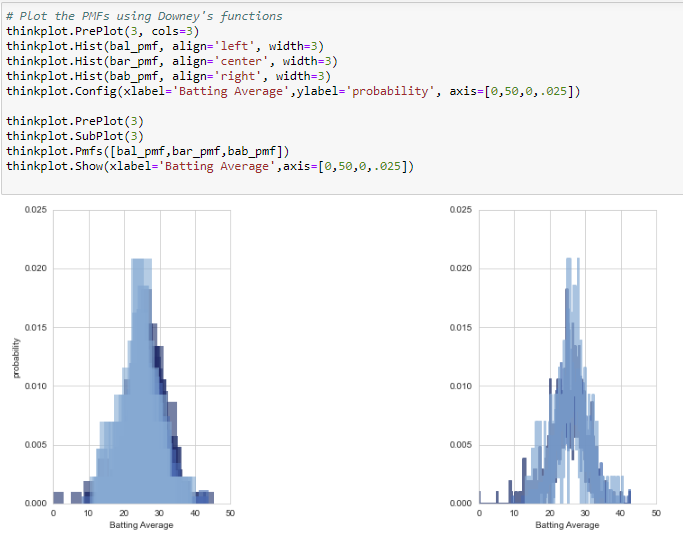 # Plot the PMFs using Downey's functions
thinkplot.PrePlot(3, cols=3)
thinkplot.Hist(bal_pmf, align='left', width=3)
thinkplot.Hist(bar_pmf, align='center', width=3)
thinkplot.Hist(bab_pmf, align='right', width=3)
thinkplot.Config(xlabel='Batting Average',ylabel='probability', axis=[0,50,0,.025])
thinkplot.PrePlot(3)
thinkplot.SubPlot(3)
thinkplot.Pmfs([bal_pmf,bar_pmf,bab_pmf])
thinkplot.Show(xlabel='Batting Average',axis=[0,50,0,.025])
0.025
0.020
0.015
0.010
0.005
0.000
probability
0 10 20 30 40 50
Batting Average
0.025
0.020
0.015
0.010
0.005
0.000
0 10 20 30 40 50
Batting Average